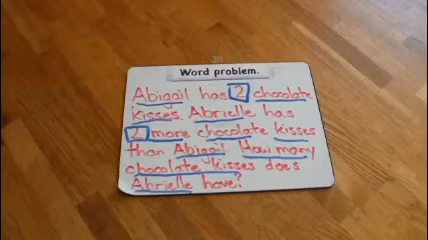 Word problem.
Abigail has 2 chocolate
kisses. Abrielle has
2 more chocolate kisses
than Abigail. How many
chocolate kisses does
Abrielle have?